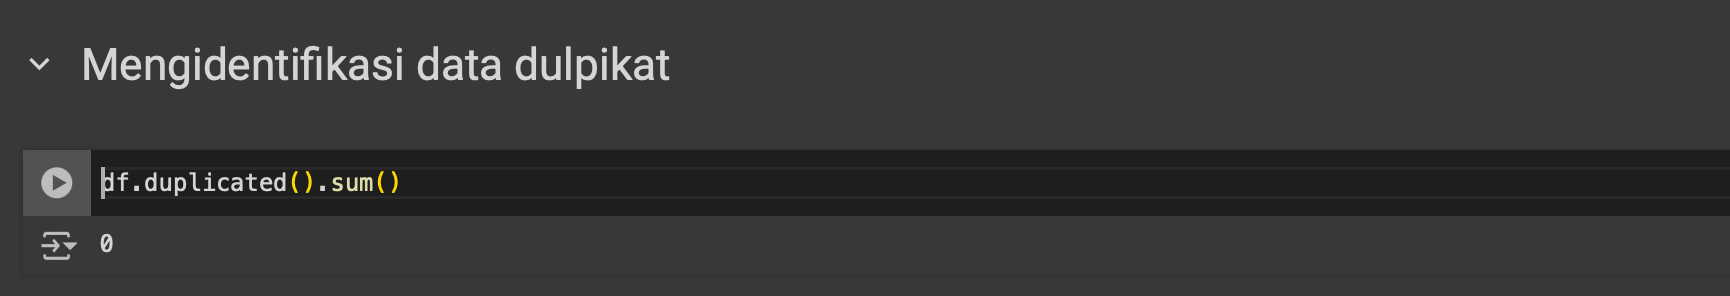 Mengidentifikasi data dulpikat
df.duplicated().sum()
0